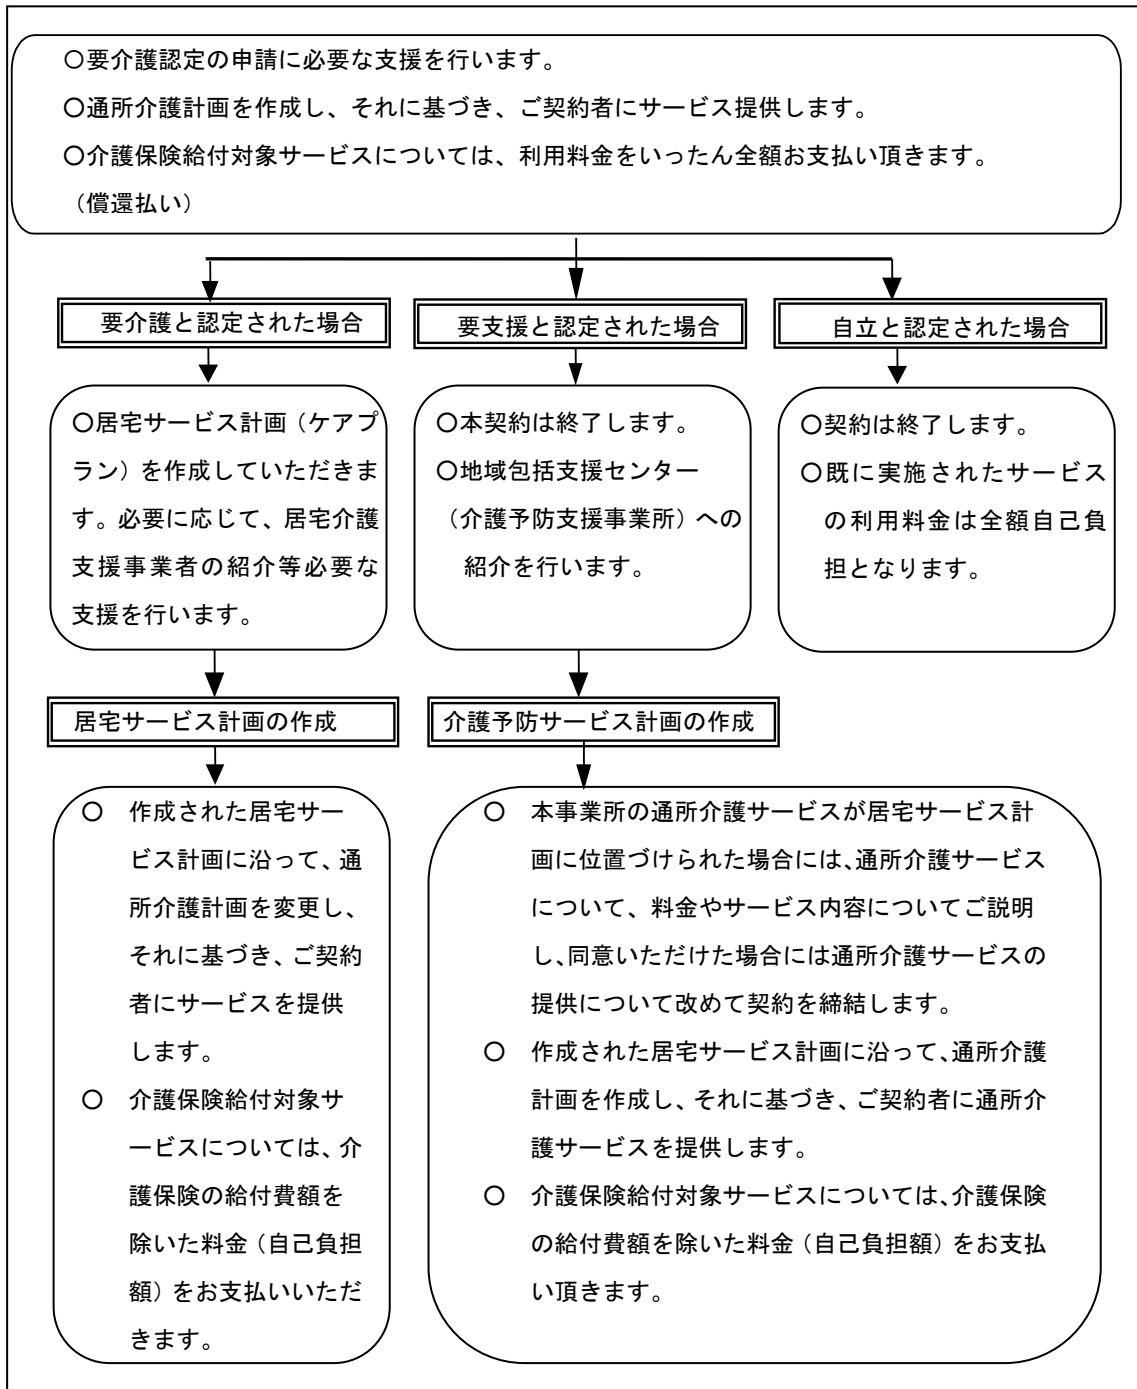 〇要介護認定の申請に必要な支援を行います。
〇通所介護計画を作成し、それに基づき、ご契約者にサービス提供します。
〇介護保険給付対象サービスについては、利用料金をいったん全額お支払い頂きます。
（償還払い）
要介護と認定された場合
要支援と認定された場合
自立と認定された場合
〇居宅サービス計画（ケアプ
ラン）を作成していただきま
す。必要に応じて、居宅介護
支援事業者の紹介等必要な
支援を行います。
〇本契約は終了します。
〇地域包括支援センター
（介護予防支援事業所）への
紹介を行います。
〇契約は終了します。
〇既に実施されたサービス
の利用料金は全額自己負
担となります。
居宅サービス計画の作成
介護予防サービス計画の作成
〇 作成された居宅サー
ビス計画に沿って、通
所介護計画を変更し、
それに基づき、ご契約
者にサービスを提供
します。
〇 介護保険給付対象サ
ービスについては、介
護保険の給付費額を
除いた料金（自己負担
額）をお支払いいただ
きます。
〇 本事業所の通所介護サービスが居宅サービス計
画に位置づけられた場合には、通所介護サービス
について、料金やサービス内容についてご説明
し、同意いただけた場合には通所介護サービスの
提供について改めて契約を締結します。
〇 作成された居宅サービス計画に沿って、通所介護
計画を作成し、それに基づき、ご契約者に通所介
護サービスを提供します。
〇 介護保険給付対象サービスについては、介護保険
の給付費額を除いた料金（自己負担額）をお支払
い頂きます。